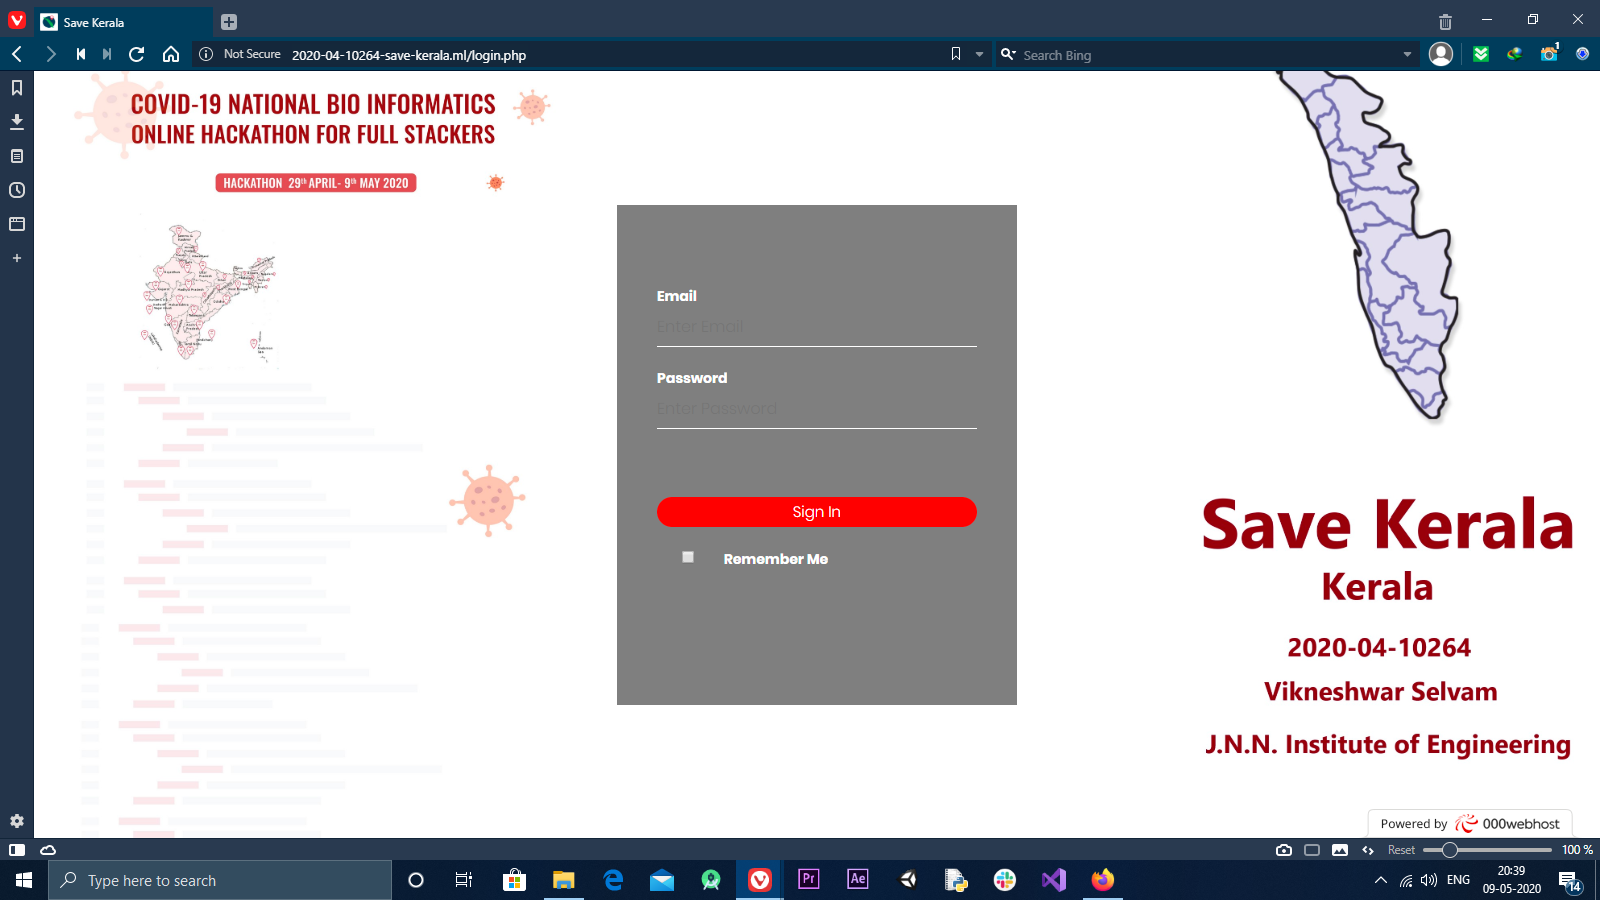 Save Kerala
Not Secure 2020-04-10264-save-kerala.ml/login.php
Search Bing
1
COVID-19 NATIONAL BIO INFORMATICS
ONLINE HACKATHON FOR FULL STACKERS
HACKATHON 29th APRIL- 9th MAY 2020
Email
Enter Email
Password
Enter Password
Sign In
Remember Me
Save Kerala
Kerala
2020-04-10264
Vikneshwar Selvam
J.N.N. Institute of Engineering
Powered by 000webhost
Reset 100 %
Type here to search
Pr
Ae
ENG
20:39
09-05-2020
14